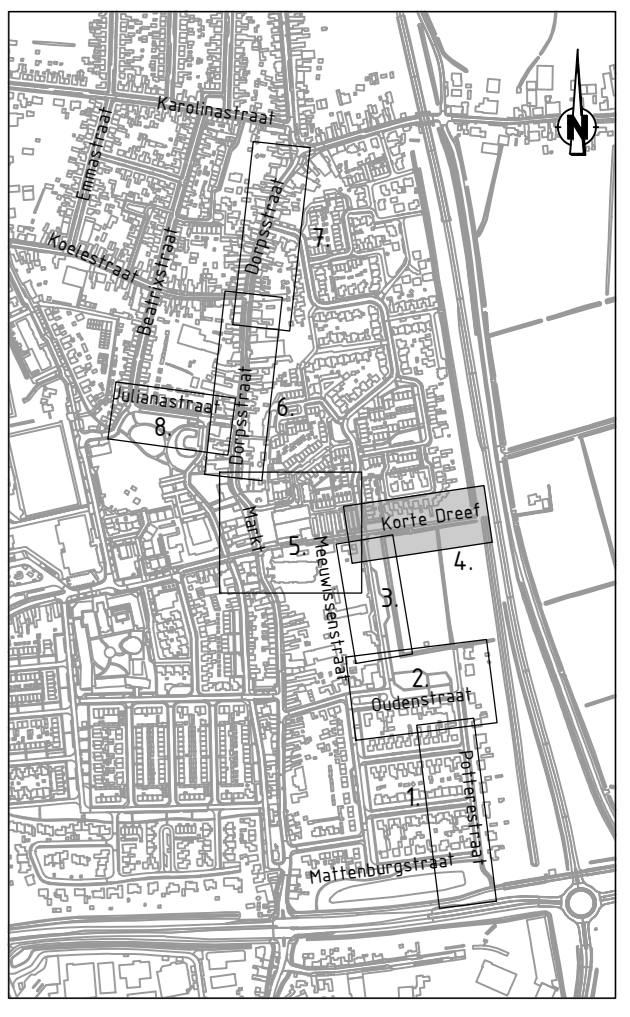 Karolinastraat
N
Emmastraat
Dorpsstraat
7.
Koelestraat
Beatrixstraat
Julianastraat
8.
Dorpsstraat
6.
Markt
5.
Meeuwissenstraat
Korte Dreef
4.
3.
2.
Oudenstraat
1.
Potterestraat
Mattenburgstraat